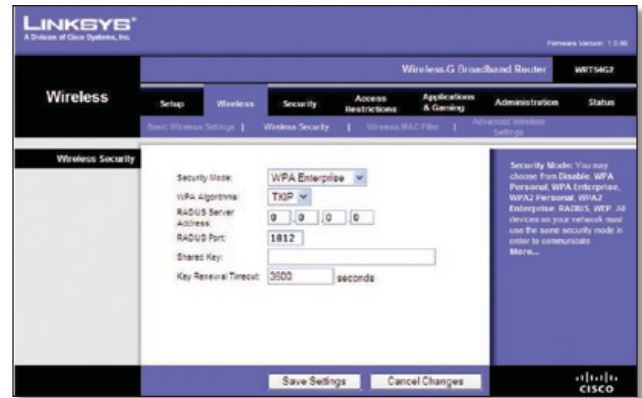 LINKSYS®
A Division of Cisco Systems, Inc.
Firmware Version: 1.0.00
Wireless-G Broadband Router WRT54G2
Wireless
Setup Wireless Security Access Restrictions Applications & Gaming Administration Status
Basic Wireless Settings | Wireless Security | Wireless MAC Filter | Advanced Wireless Settings
Wireless Security
Security Mode: WPA Enterprise
WPA Algorithms: TKIP
RADUS Server Address: 0 . 0 . 0 . 0
RADUS Port: 1812
Shared Key:
Key Renewal Timeout: 3600 seconds
Security Mode: You may
choose from Disable, WPA
Personal, WPA Enterprise,
WPA2 Personal, WPA2
Enterprise, RADIUS, WEP. All
devices on your network must
use the same security mode in
order to communicate.
More...
Save Settings Cancel Changes
CISCO